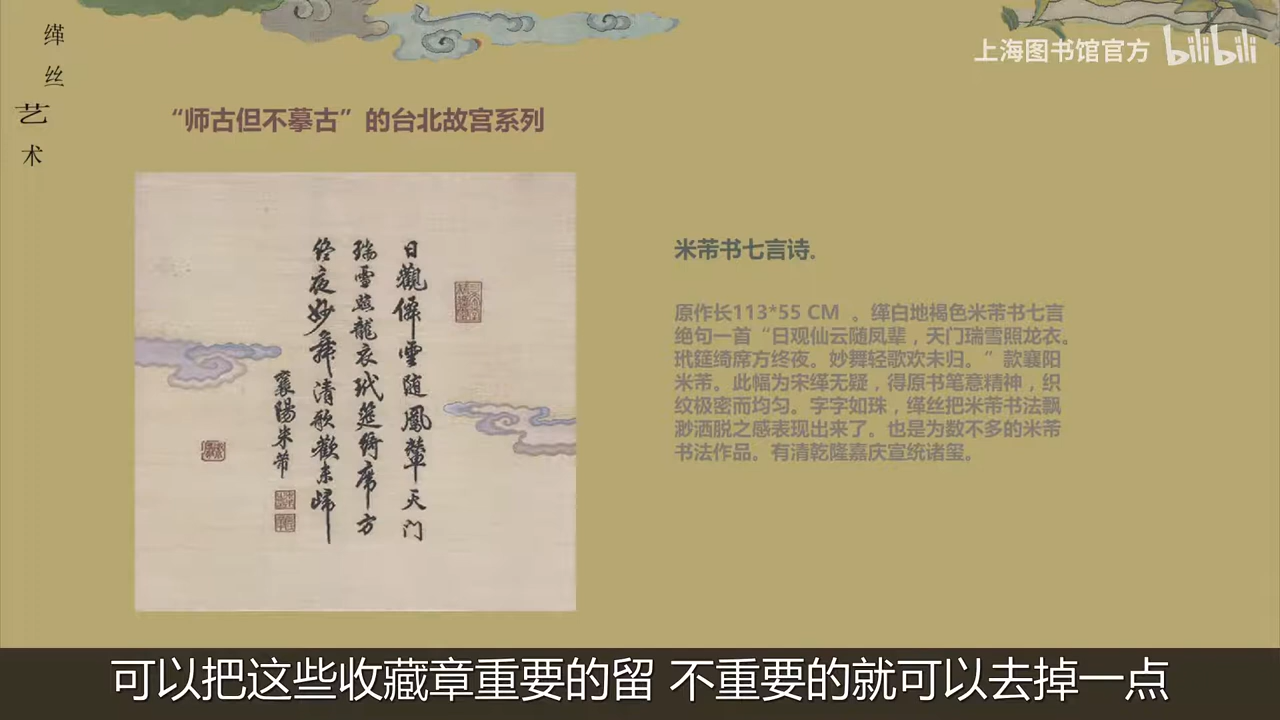 缂
丝
艺
术
上海图书馆官方 bilibili
“师古但不摹古”的台北故宫系列
日觀僊雲随鳳輦天门
瑞雪照龍衣玳筵綺席方
终夜妙舞清歌歡未歸
襄陽米芾
米芾书七言诗.
原作长113*55 CM 。缂白地褐色米芾书七言
绝句一首“日观仙云随凤辈，天门瑞雪照龙衣。
玳筵绮席方终夜。妙舞轻歌欢未归。”款襄阳
米芾。此幅为宋缂无疑，得原书笔意精神，织
纹极密而均匀。字字如珠，缂丝把米芾书法飘
渺洒脱之感表现出来了。也是为数不多的米芾
书法作品。有清乾隆嘉庆宣统诸玺。
可以把这些收藏章重要的留 不重要的就可以去掉一点